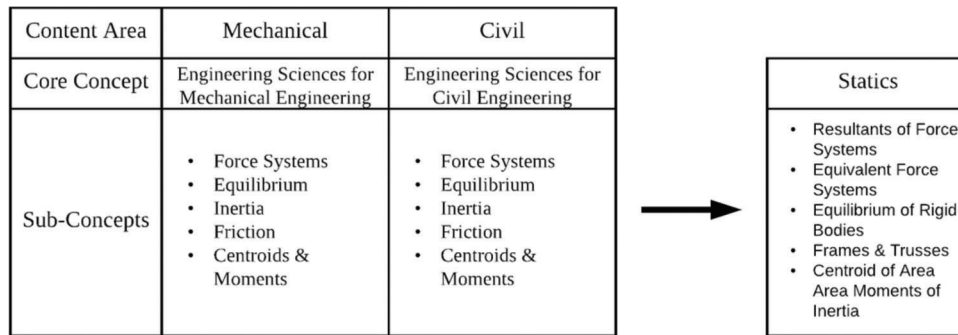 Content Area
Mechanical
Civil
Core Concept
Engineering Sciences for
Mechanical Engineering
Engineering Sciences for
Civil Engineering
Sub-Concepts
• Force Systems
• Equilibrium
• Inertia
• Friction
• Centroids &
Moments
• Force Systems
• Equilibrium
• Inertia
• Friction
• Centroids &
Moments
Statics
• Resultants of Force
Systems
• Equivalent Force
Systems
• Equilibrium of Rigid
Bodies
• Frames & Trusses
• Centroid of Area
Area Moments of
Inertia